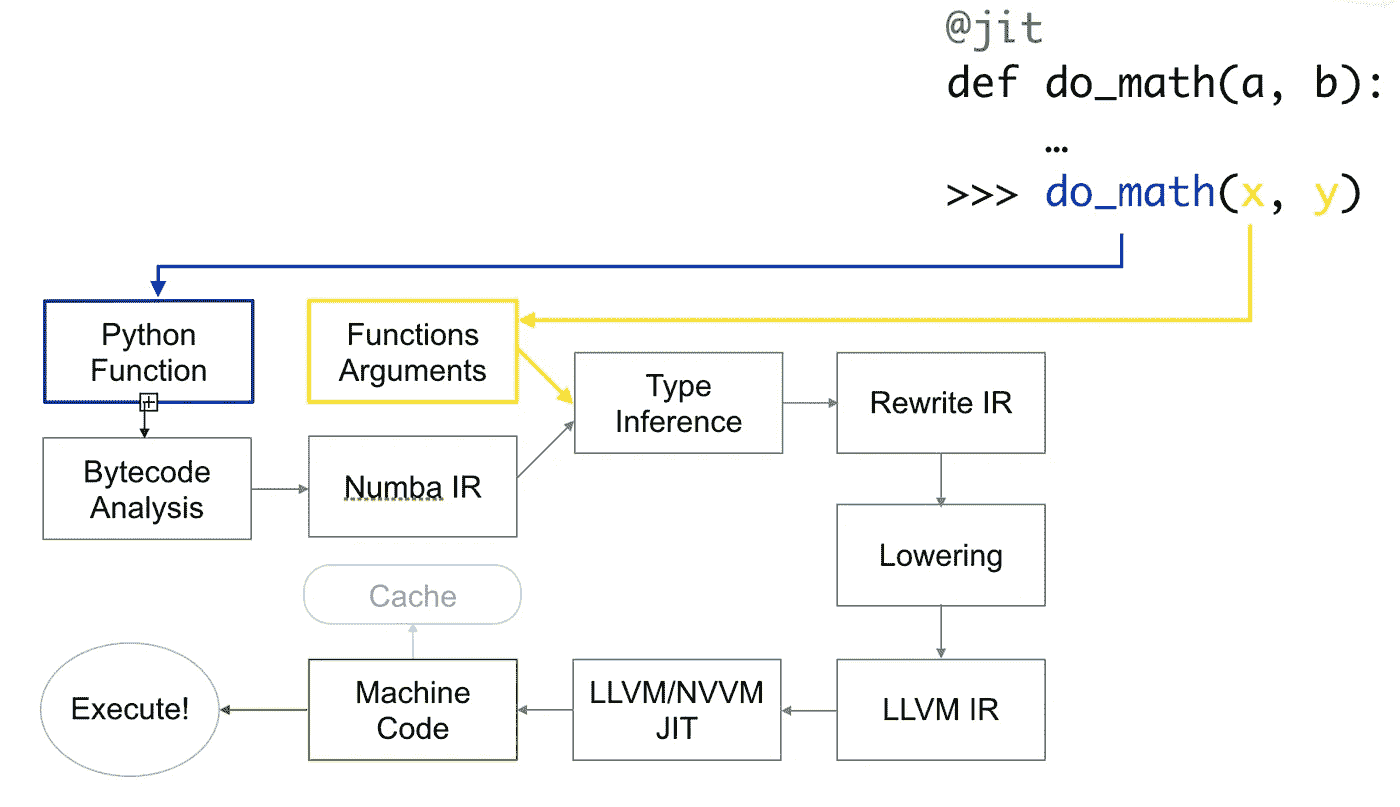 @jit
def do_math(a, b):
…
>>> do_math(x, y)
Python
Function
Functions
Arguments
Type
Inference
Rewrite IR
Bytecode
Analysis
Numba IR
Lowering
Cache
Execute!
Machine
Code
LLVM/NVVM
JIT
LLVM IR